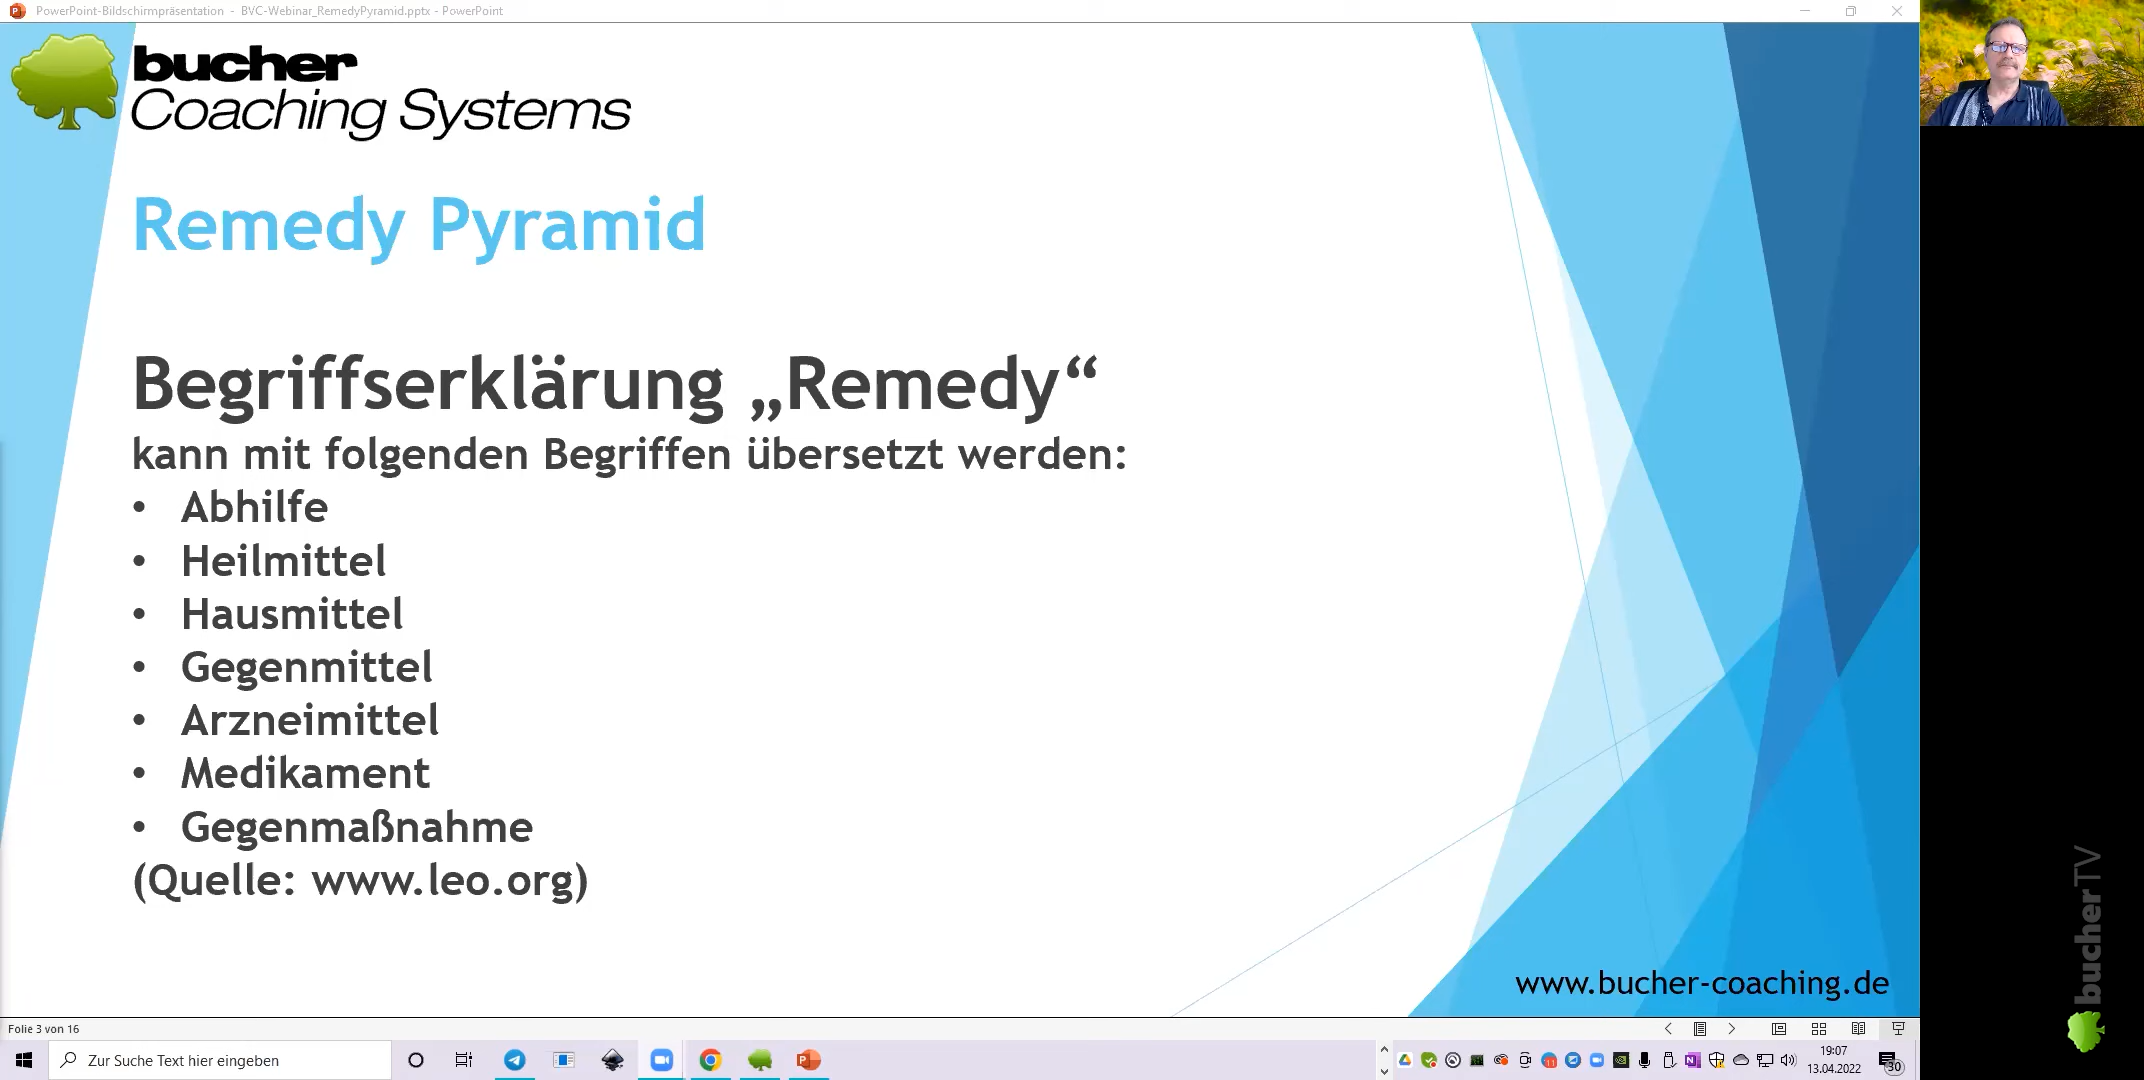 PowerPoint-Bildschirmpräsentation - BVC-Webinar_RemedyPyramid.pptx - PowerPoint
bucher
Coaching Systems
Remedy Pyramid
Begriffserklärung „Remedy“
kann mit folgenden Begriffen übersetzt werden:
• Abhilfe
• Heilmittel
• Hausmittel
• Gegenmittel
• Arzneimittel
• Medikament
• Gegenmaßnahme
(Quelle: www.leo.org)
www.bucher-coaching.de
bucherTV
Folie 3 von 16
Zur Suche Text hier eingeben
19:07
13.04.2022
30